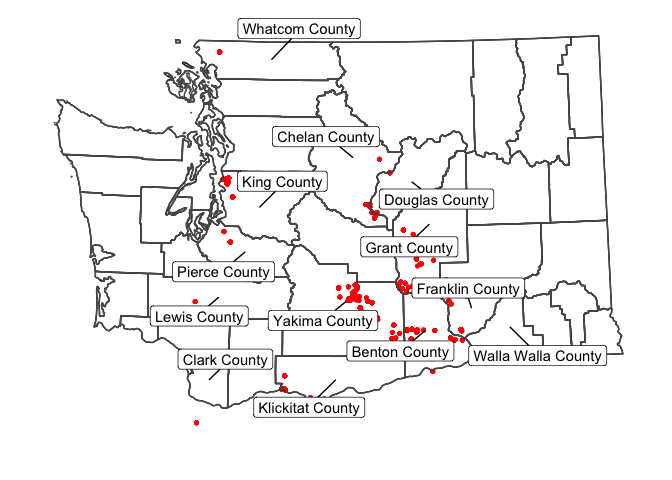 Whatcom County
Chelan County
King County
Douglas County
Grant County
Pierce County
Franklin County
Lewis County
Yakima County
Benton County
Walla Walla County
Clark County
Klickitat County